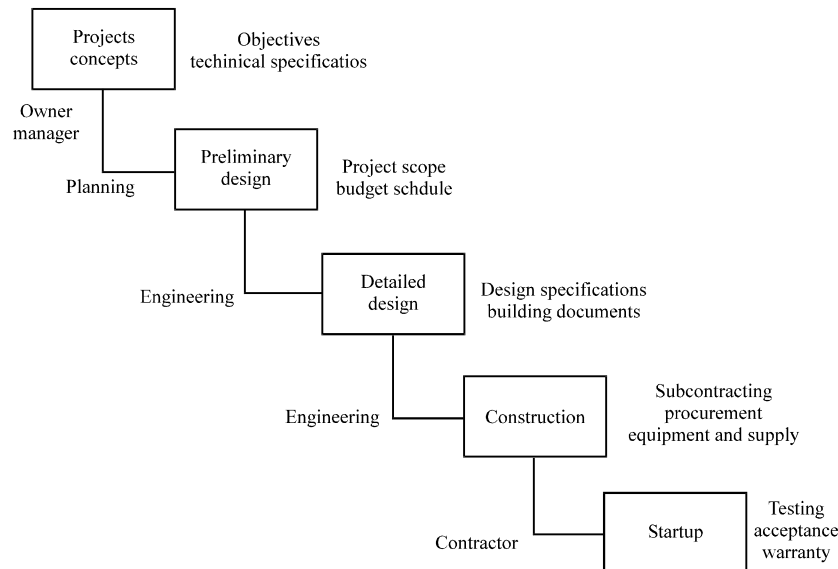 Projects
concepts
Objectives
techinical specificatios
Owner
manager
Planning
Preliminary
design
Project scope
budget schdule
Engineering
Detailed
design
Design specifications
building documents
Engineering
Construction
Subcontracting
procurement
equipment and supply
Contractor
Startup
Testing
acceptance
warranty